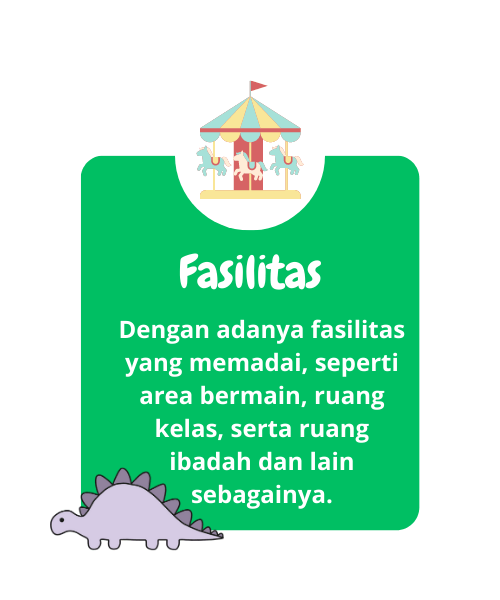 Fasilitas
Dengan adanya fasilitas
yang memadai, seperti
area bermain, ruang
kelas, serta ruang
ibadah dan lain
sebagainya.